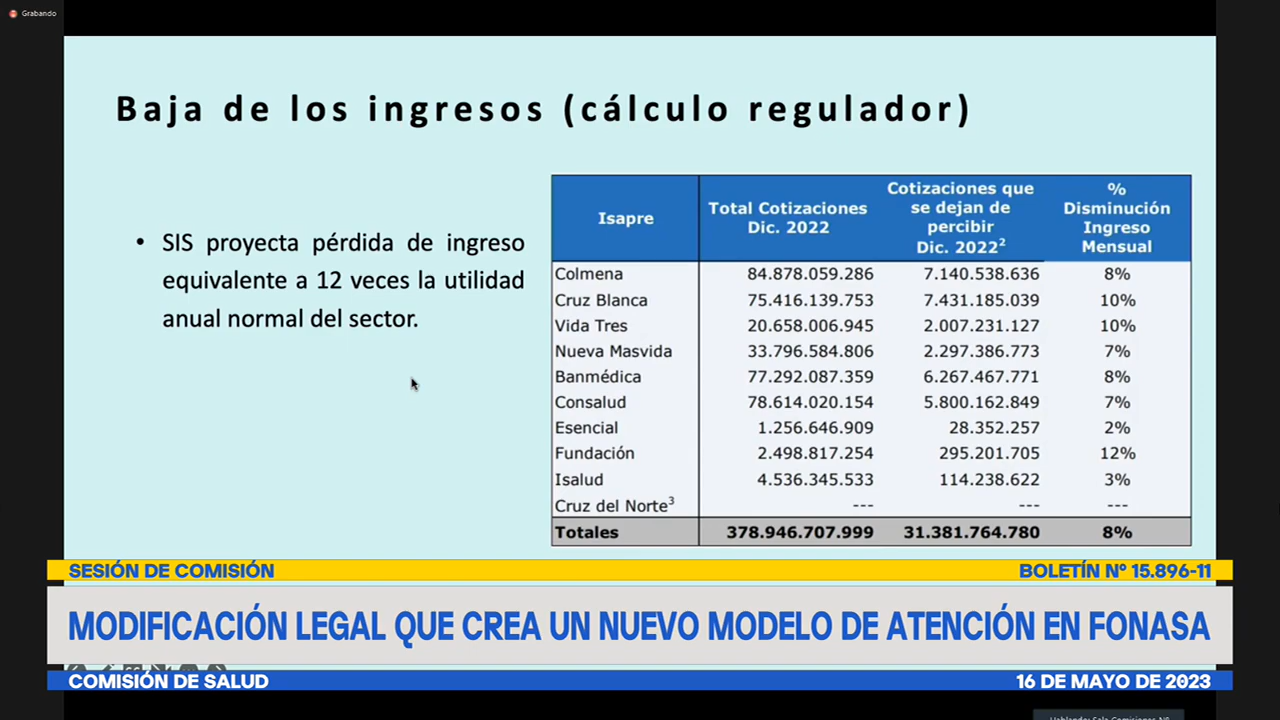 Grabando
Baja de los ingresos (cálculo regulador)
• SIS proyecta pérdida de ingreso
equivalente a 12 veces la utilidad
anual normal del sector.
Isapre | Total Cotizaciones Dic. 2022 | Cotizaciones que se dejan de percibir Dic. 2022² | % Disminución Ingreso Mensual
Colmena 84.878.059.286 7.140.538.636 8%
Cruz Blanca 75.416.139.753 7.431.185.039 10%
Vida Tres 20.658.006.945 2.007.231.127 10%
Nueva Masvida 33.796.584.806 2.297.386.773 7%
Banmédica 77.292.087.359 6.267.467.771 8%
Consalud 78.614.020.154 5.800.162.849 7%
Esencial 1.256.646.909 28.352.257 2%
Fundación 2.498.817.254 295.201.705 12%
Isalud 4.536.345.533 114.238.622 3%
Cruz del Norte³ --- --- ---
Totales 378.946.707.999 31.381.764.780 8%
SESIÓN DE COMISIÓN BOLETÍN N° 15.896-11
MODIFICACIÓN LEGAL QUE CREA UN NUEVO MODELO DE ATENCIÓN EN FONASA
COMISIÓN DE SALUD 16 DE MAYO DE 2023